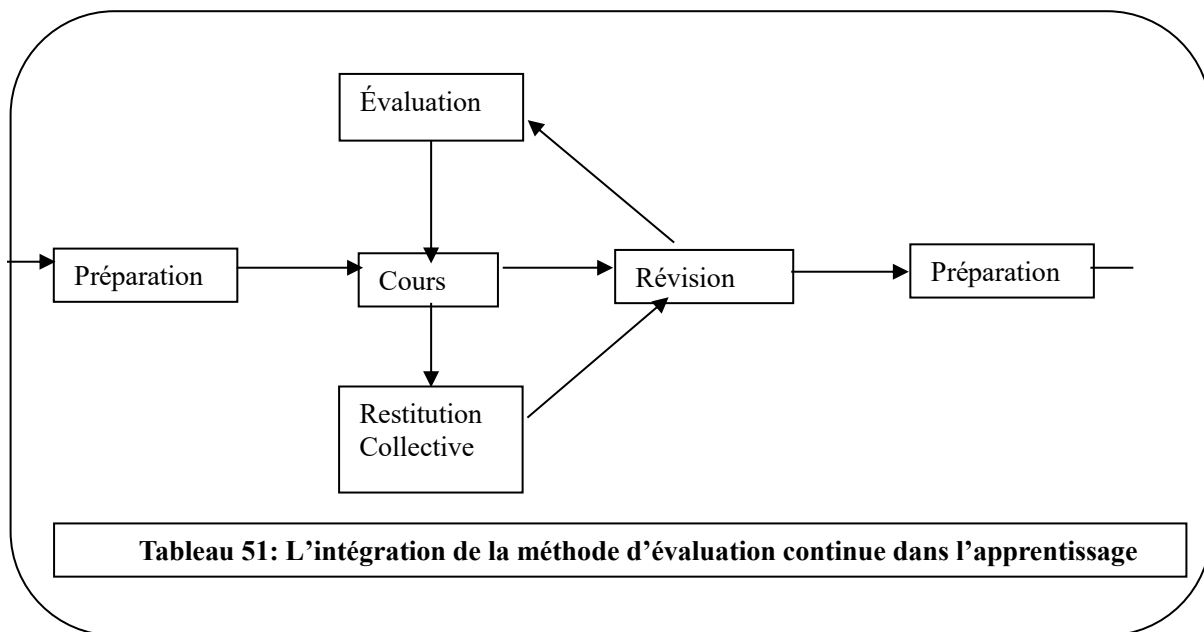 Évaluation
Préparation
Cours
Révision
Préparation
Restitution
Collective
Tableau 51: L’intégration de la méthode d’évaluation continue dans l’apprentissage